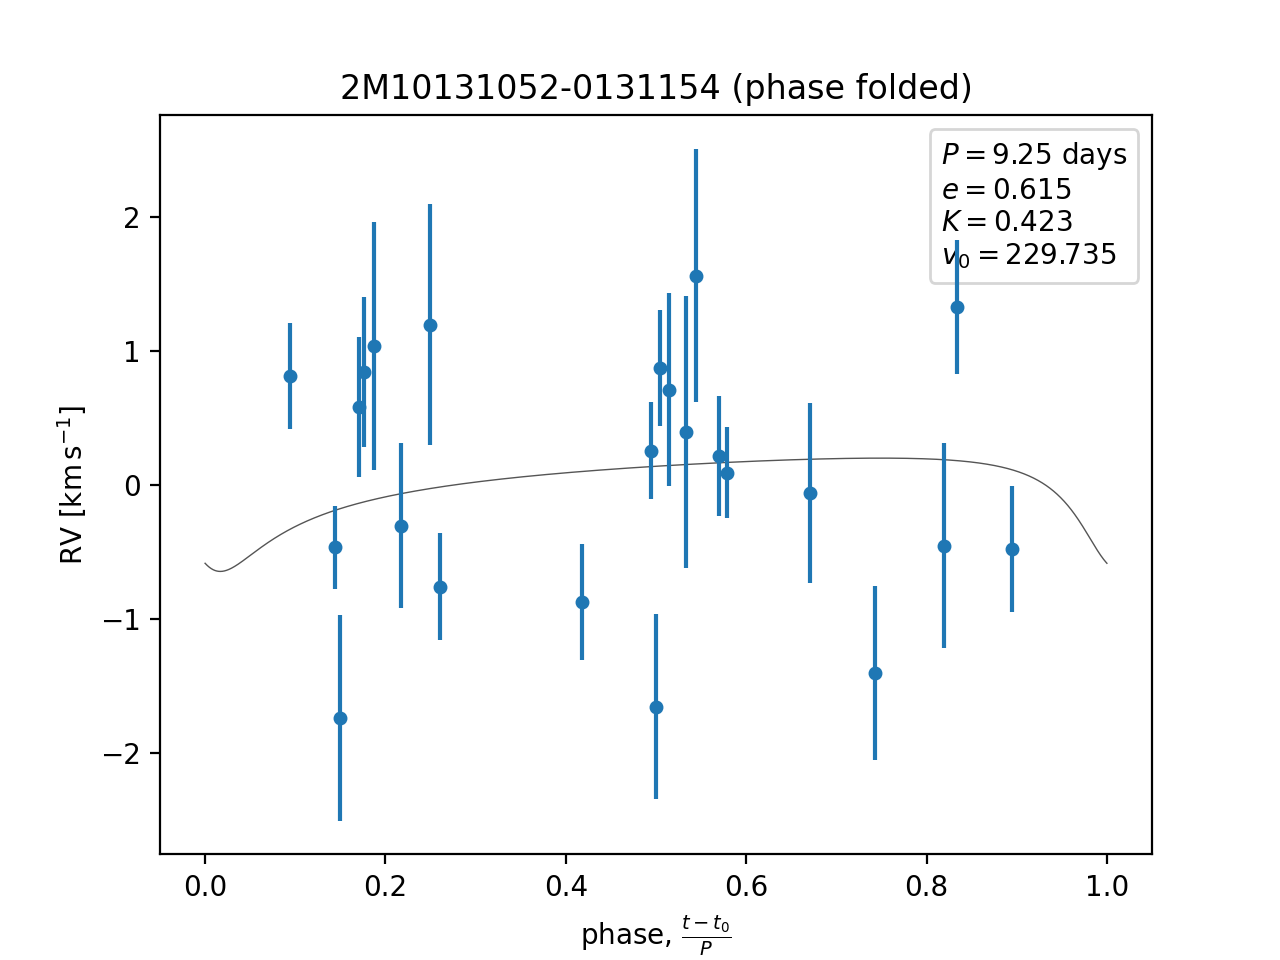 2M10131052-0131154 (phase folded)
P = 9.25 days
e = 0.615
K = 0.423
v₀ = 229.735
2
1
0
−1
−2
RV [km s⁻¹]
0.0 0.2 0.4 0.6 0.8 1.0
phase, (t − t₀)/P